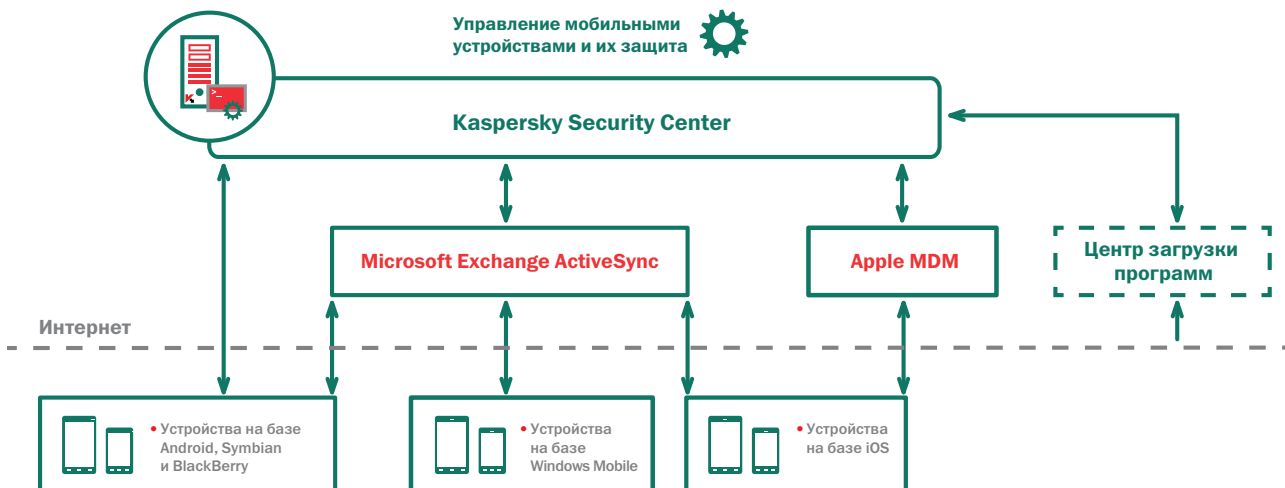 Управление мобильными
устройствами и их защита
>_
Kaspersky Security Center
Microsoft Exchange ActiveSync
Apple MDM
Центр загрузки
программ
Интернет
• Устройства на базе
Android, Symbian
и BlackBerry
• Устройства
на базе
Windows Mobile
• Устройства
на базе iOS